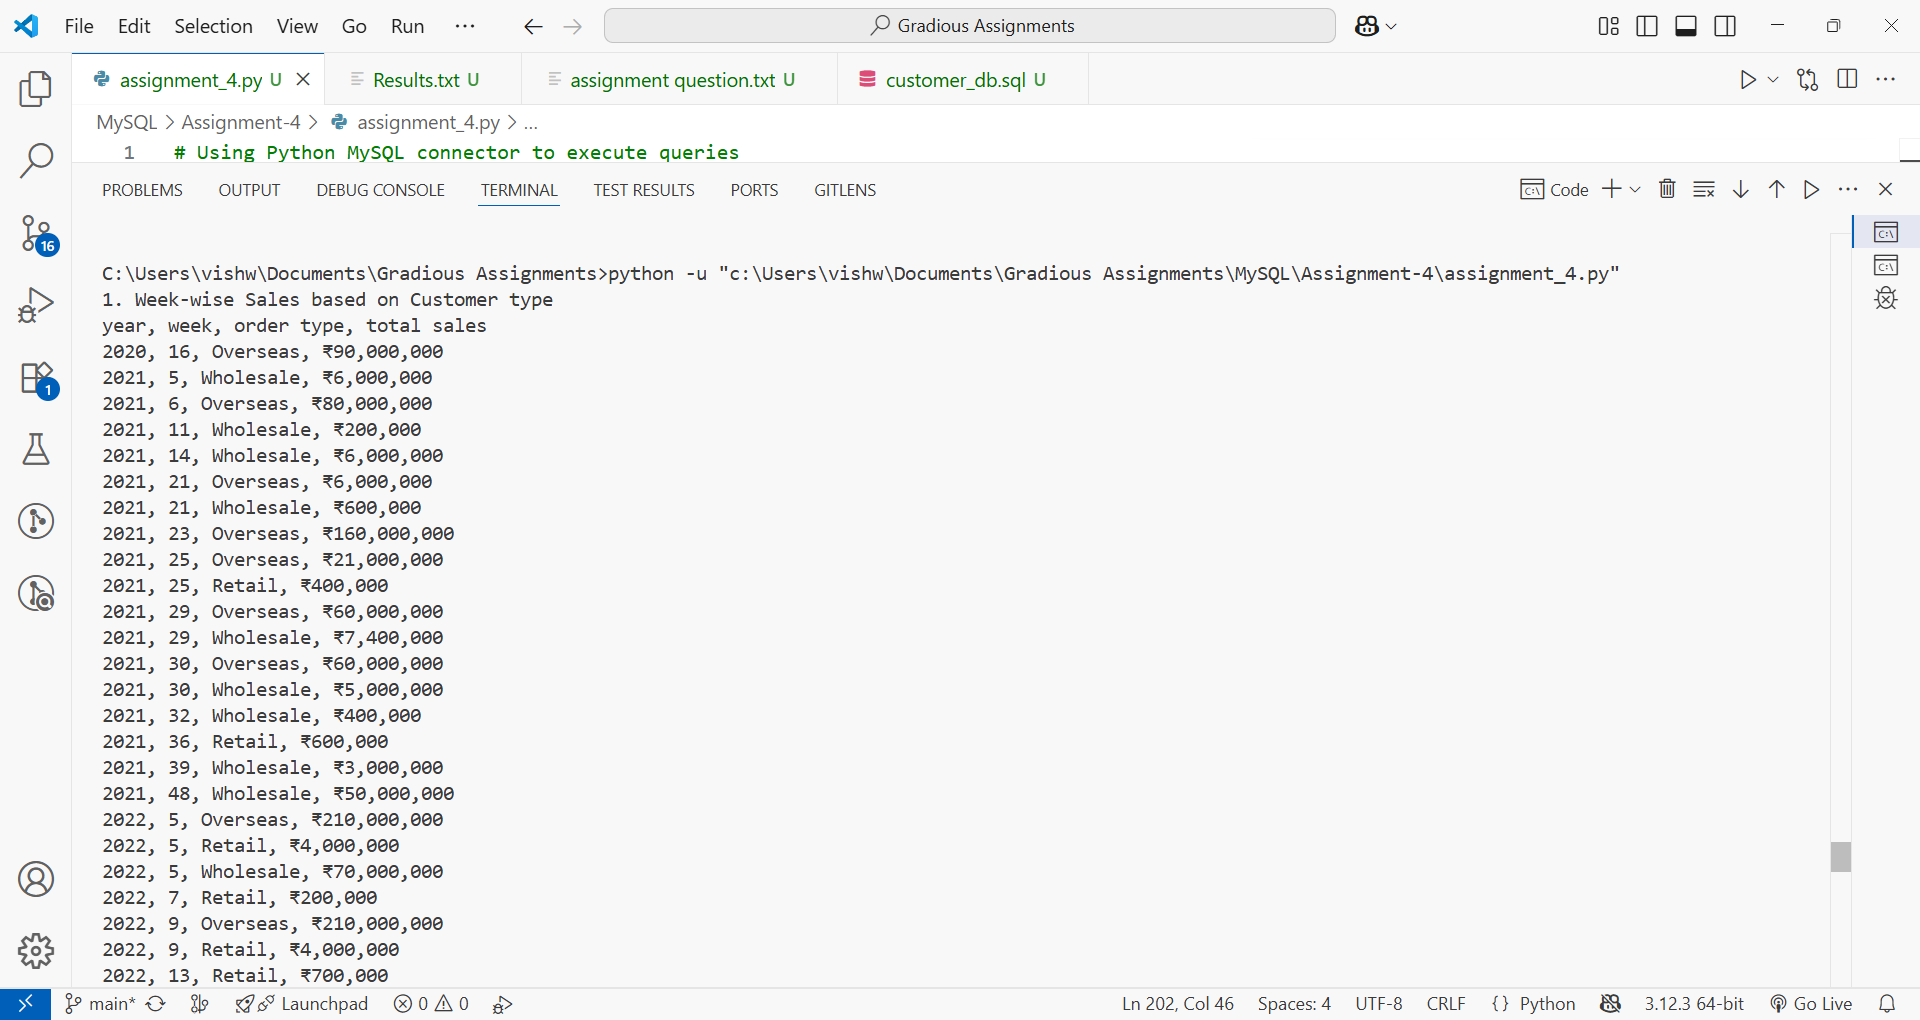 File Edit Selection View Go Run ··· Gradious Assignments
assignment_4.py U Results.txt U assignment question.txt U customer_db.sql U
MySQL > Assignment-4 > assignment_4.py > ...
1 # Using Python MySQL connector to execute queries
PROBLEMS OUTPUT DEBUG CONSOLE TERMINAL TEST RESULTS PORTS GITLENS Code
16
1
C:\Users\vishw\Documents\Gradious Assignments>python -u "c:\Users\vishw\Documents\Gradious Assignments\MySQL\Assignment-4\assignment_4.py"
1. Week-wise Sales based on Customer type
year, week, order type, total sales
2020, 16, Overseas, ₹90,000,000
2021, 5, Wholesale, ₹6,000,000
2021, 6, Overseas, ₹80,000,000
2021, 11, Wholesale, ₹200,000
2021, 14, Wholesale, ₹6,000,000
2021, 21, Overseas, ₹6,000,000
2021, 21, Wholesale, ₹600,000
2021, 23, Overseas, ₹160,000,000
2021, 25, Overseas, ₹21,000,000
2021, 25, Retail, ₹400,000
2021, 29, Overseas, ₹60,000,000
2021, 29, Wholesale, ₹7,400,000
2021, 30, Overseas, ₹60,000,000
2021, 30, Wholesale, ₹5,000,000
2021, 32, Wholesale, ₹400,000
2021, 36, Retail, ₹600,000
2021, 39, Wholesale, ₹3,000,000
2021, 48, Wholesale, ₹50,000,000
2022, 5, Overseas, ₹210,000,000
2022, 5, Retail, ₹4,000,000
2022, 5, Wholesale, ₹70,000,000
2022, 7, Retail, ₹200,000
2022, 9, Overseas, ₹210,000,000
2022, 9, Retail, ₹4,000,000
2022, 13, Retail, ₹700,000
main* Launchpad 0 0 Ln 202, Col 46 Spaces: 4 UTF-8 CRLF {} Python 3.12.3 64-bit Go Live